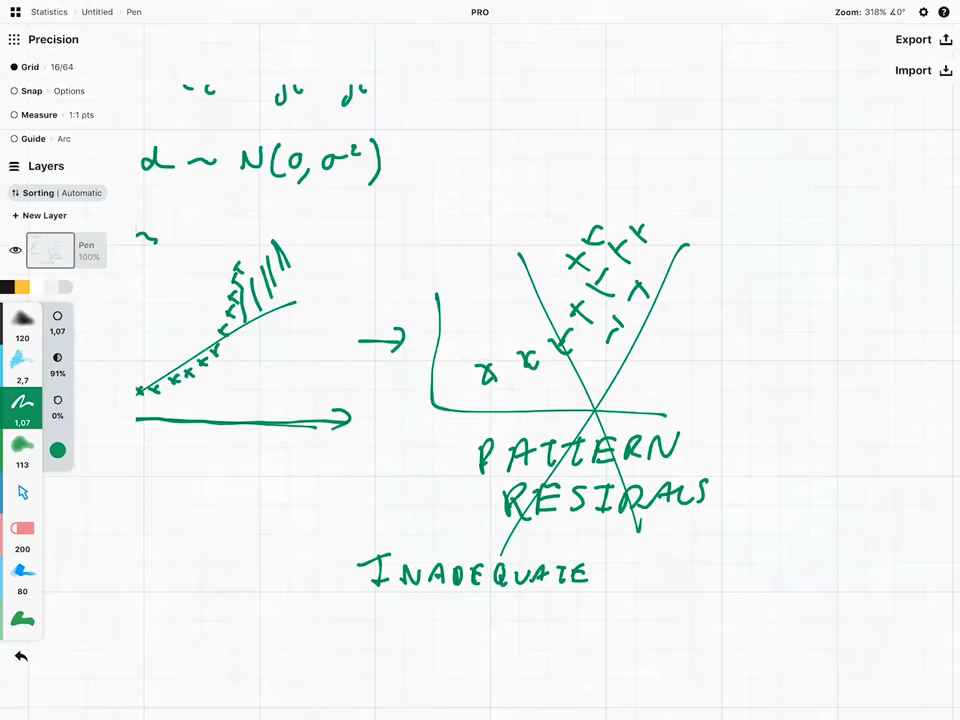 Statistics › Untitled › Pen
PRO
Zoom: 318% ∡0°
Precision
Export
Grid › 16/64
Import
Snap › Options
Measure › 1:1 pts
Guide › Arc
Layers
Sorting | Automatic
+ New Layer
Pen
100%
120
1,07
2,7
91%
1,07
0%
113
200
80
d ~ N(0, σ²)
~
x x x x x x x x x x
x x x x x x x x x
PATTERN
RESIDRALS
INADEQUATE